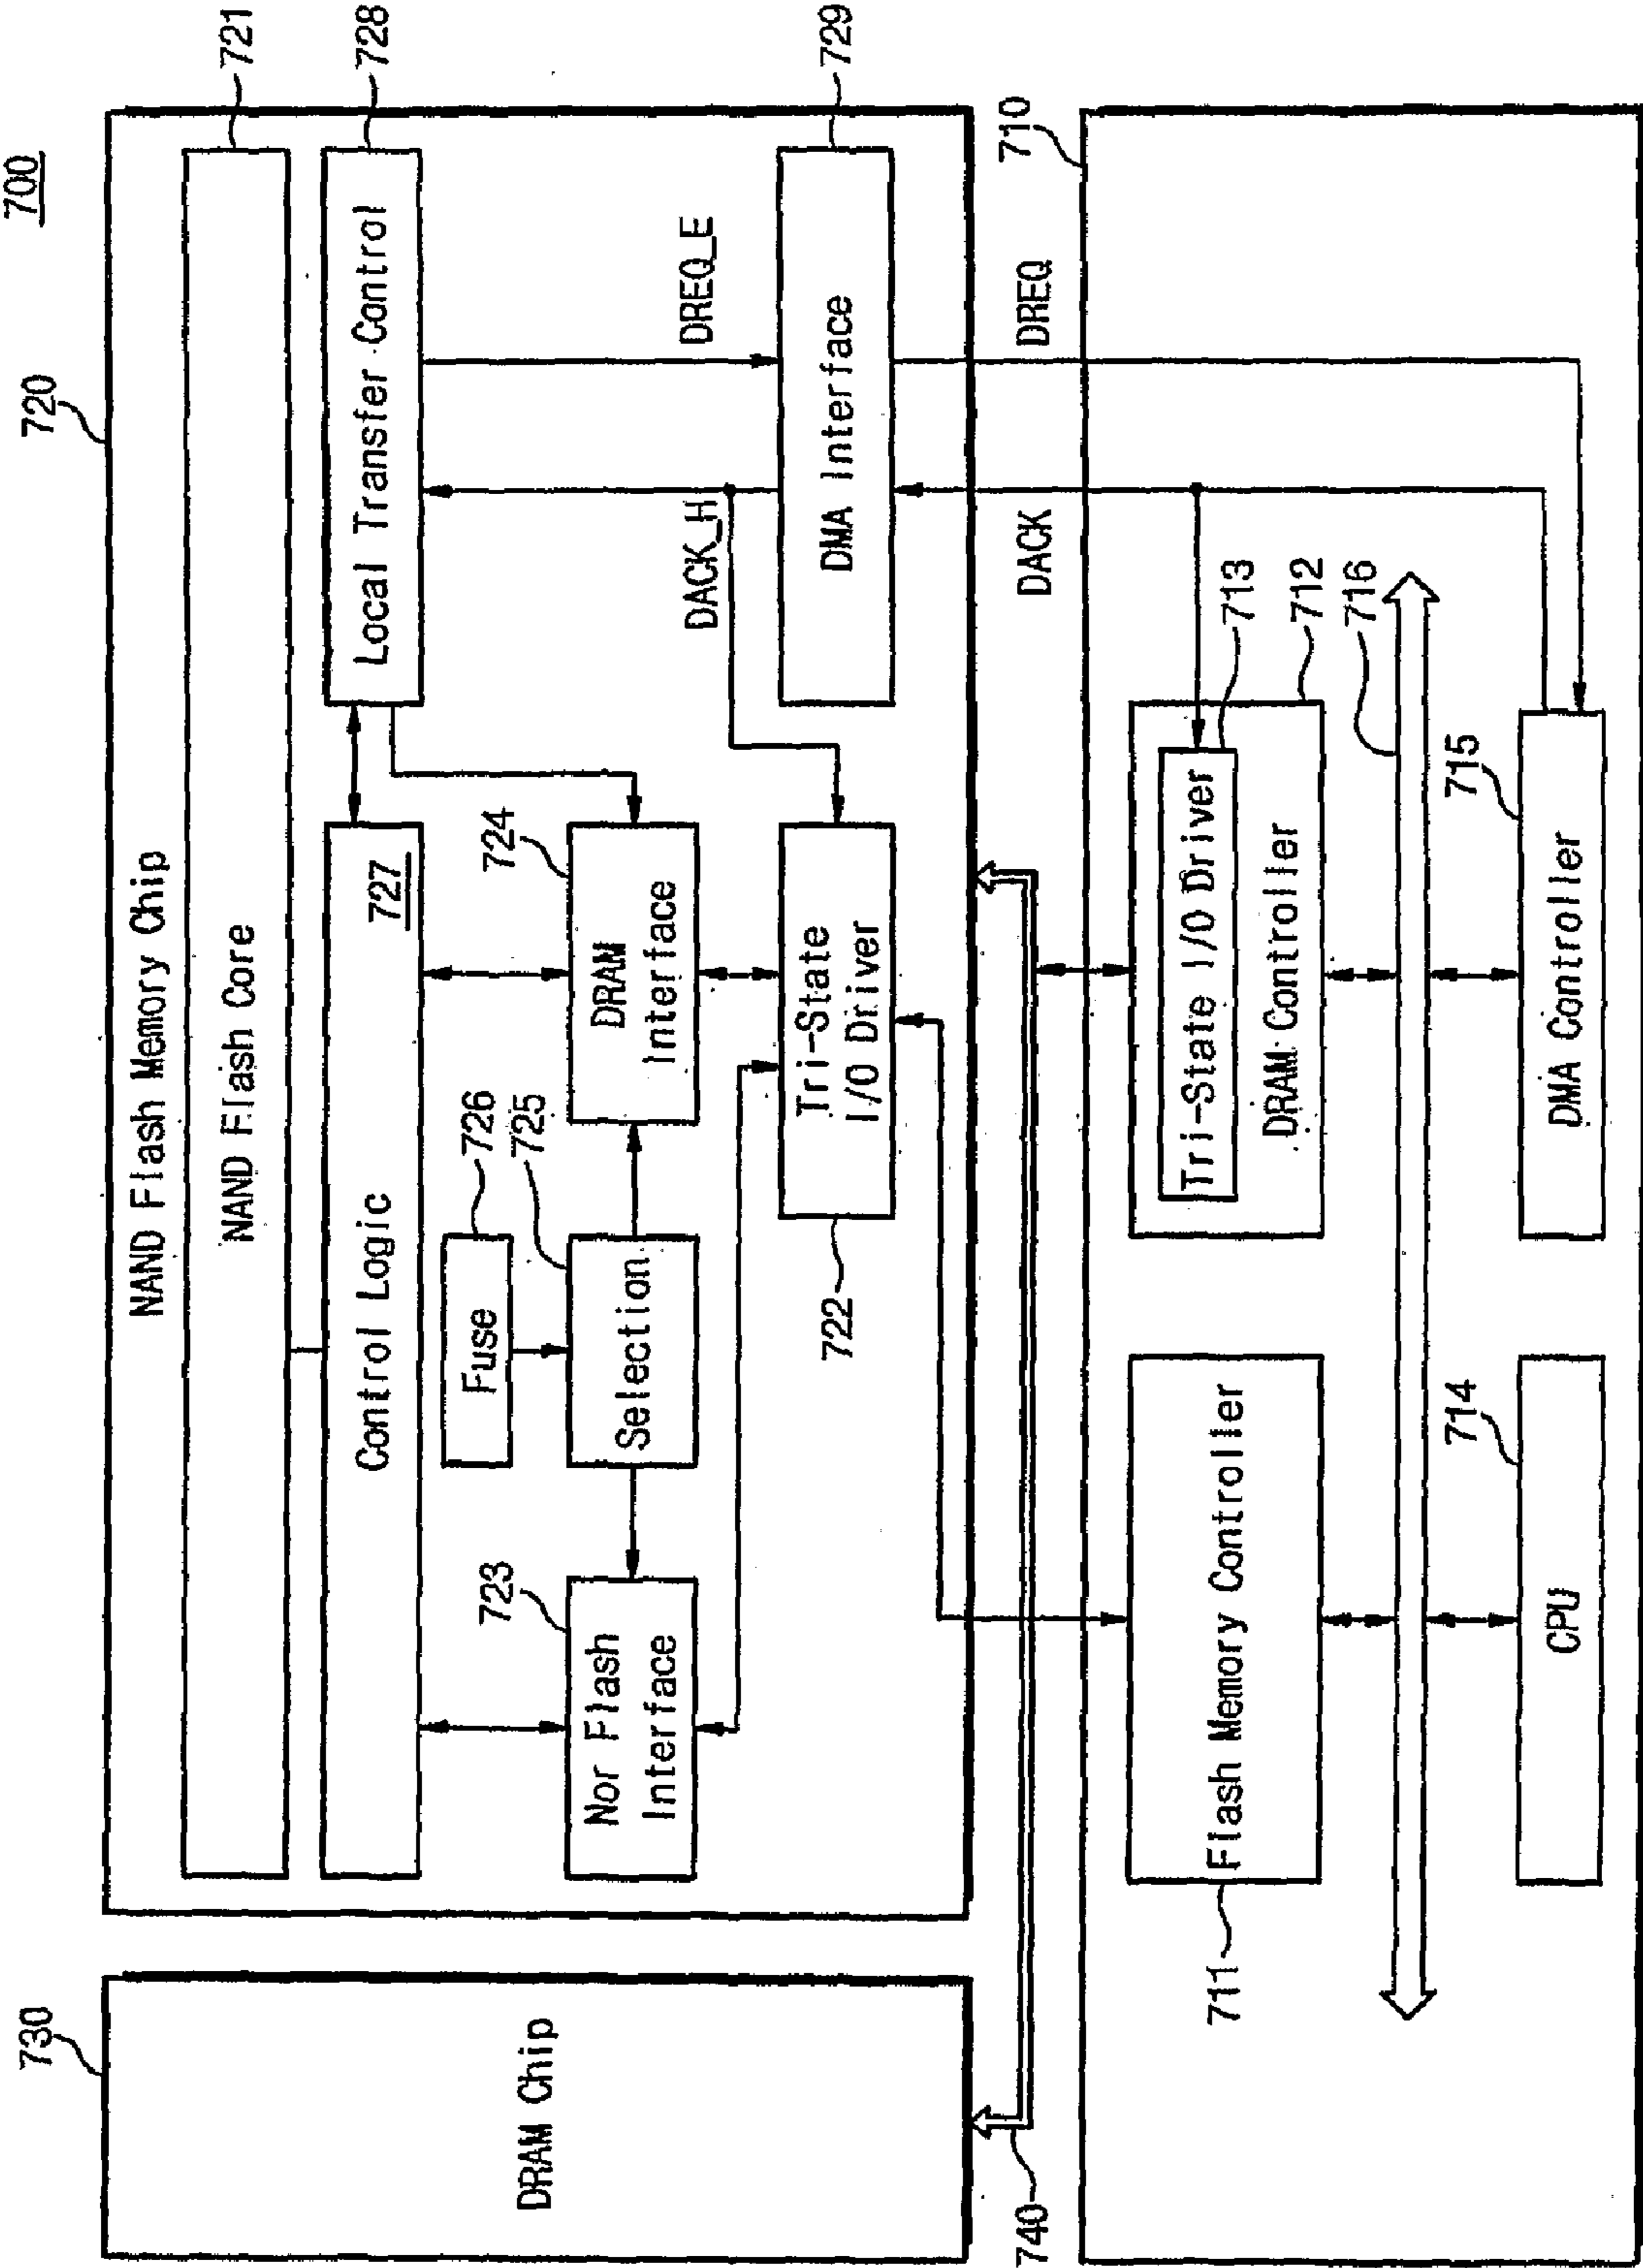 700
730
720
DRAM Chip
NAND Flash Memory Chip
721
NAND Flash Core
728
Control Logic
727
Local Transfer Control
726
Fuse
723
725
724
Nor Flash
Interface
Selection
DRAM
Interface
DACK_H
DREQ_E
722
Tri-State
I/O Driver
729
DMA Interface
740
DACK
DREQ
710
711
Flash Memory Controller
713
Tri-State I/O Driver
712
DRAM Controller
716
714
CPU
715
DMA Controller